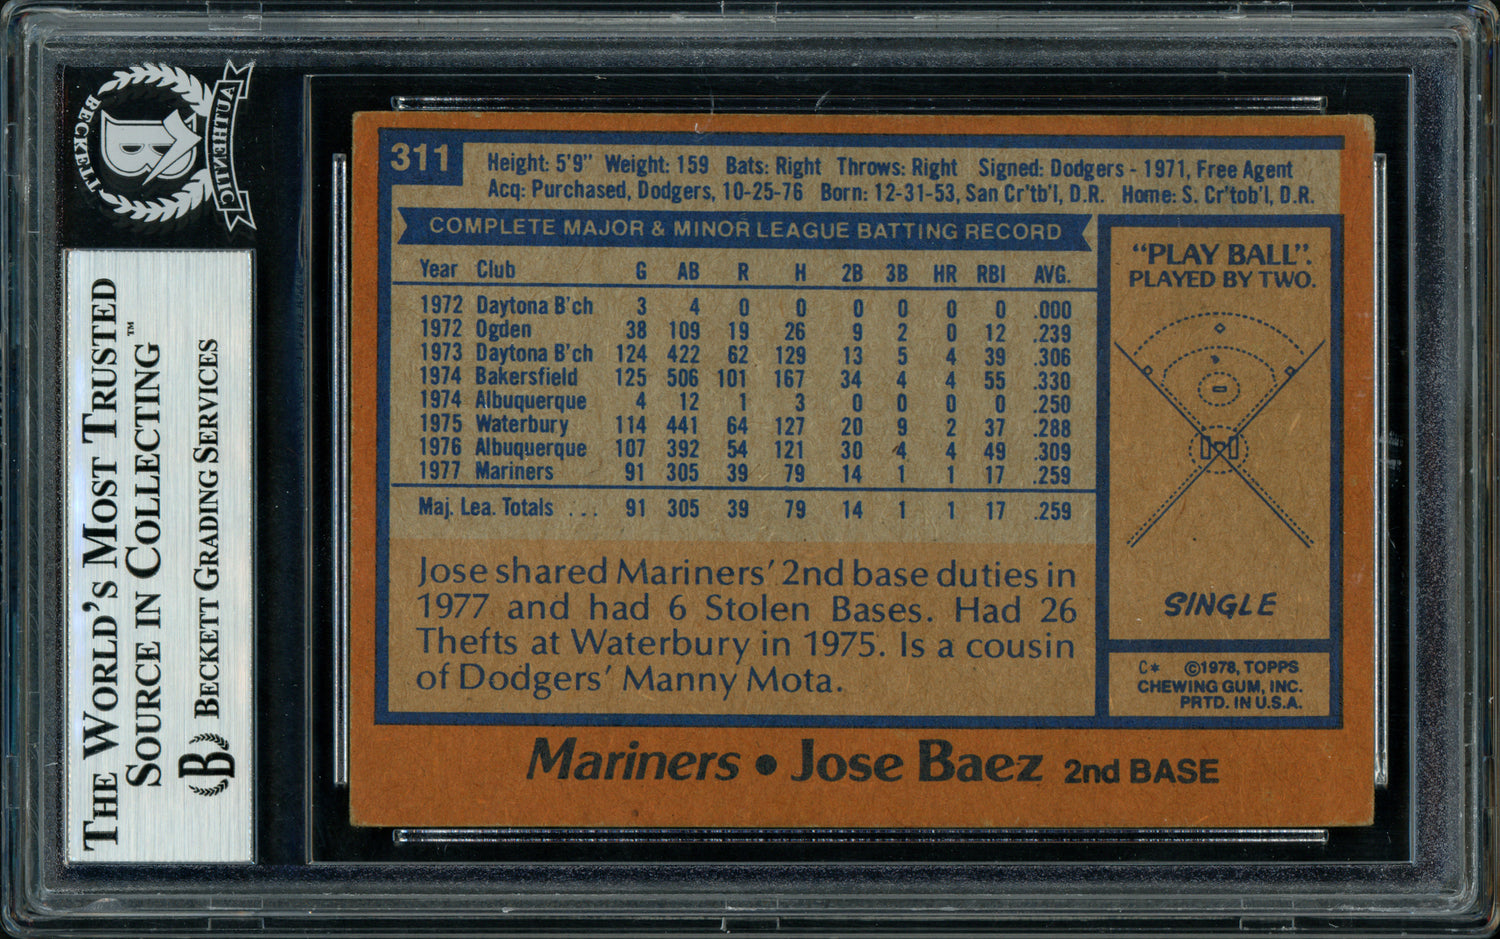 BECKETT
AUTHENTIC
B
THE WORLD'S MOST TRUSTED
SOURCE IN COLLECTING™
B BECKETT GRADING SERVICES
311
Height: 5'9" Weight: 159 Bats: Right Throws: Right Signed: Dodgers - 1971, Free Agent
Acq: Purchased, Dodgers, 10-25-76 Born: 12-31-53, San Cr'tb'l, D.R. Home: S. Cr'tob'l, D.R.
COMPLETE MAJOR & MINOR LEAGUE BATTING RECORD
Year Club G AB R H 2B 3B HR RBI AVG.
1972 Daytona B'ch 3 4 0 0 0 0 0 0 .000
1972 Ogden 38 109 19 26 9 2 0 12 .239
1973 Daytona B'ch 124 422 62 129 13 5 4 39 .306
1974 Bakersfield 125 506 101 167 34 4 4 55 .330
1974 Albuquerque 4 12 1 3 0 0 0 0 .250
1975 Waterbury 114 441 64 127 20 9 2 37 .288
1976 Albuquerque 107 392 54 121 30 4 4 49 .309
1977 Mariners 91 305 39 79 14 1 1 17 .259
Maj. Lea. Totals ... 91 305 39 79 14 1 1 17 .259
Jose shared Mariners' 2nd base duties in
1977 and had 6 Stolen Bases. Had 26
Thefts at Waterbury in 1975. Is a cousin
of Dodgers' Manny Mota.
"PLAY BALL".
PLAYED BY TWO.
SINGLE
C* ©1978, TOPPS
CHEWING GUM, INC.
PRTD. IN U.S.A.
Mariners • Jose Baez 2nd BASE